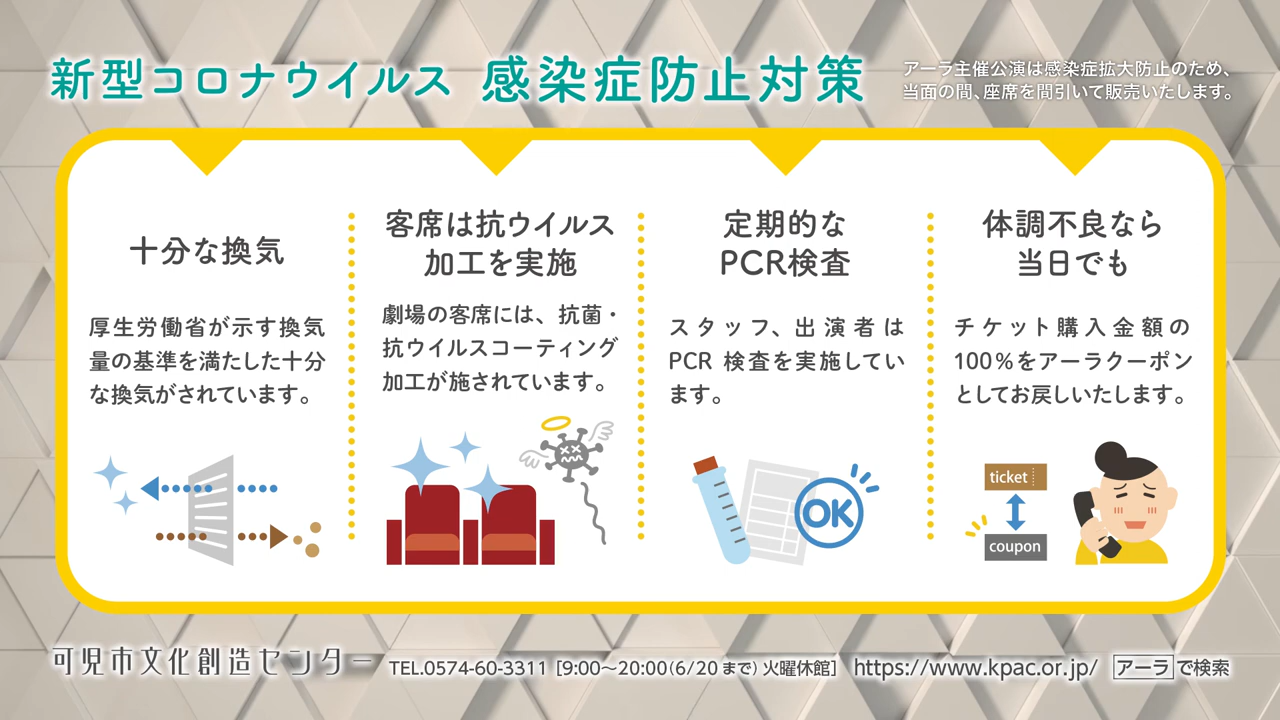 新型コロナウイルス 感染症防止対策
アーラ主催公演は感染症拡大防止のため、
当面の間、座席を間引いて販売いたします。
十分な換気
厚生労働省が示す換気
量の基準を満たした十分
な換気がされています。
客席は抗ウイルス
加工を実施
劇場の客席には、抗菌・
抗ウイルスコーティング
加工が施されています。
定期的な
PCR検査
スタッフ、出演者は
PCR 検査を実施してい
ます。
OK
体調不良なら
当日でも
チケット購入金額の
100%をアーラクーポン
としてお戻しいたします。
ticket
coupon
可児市文化創造センター TEL.0574-60-3311 [9:00〜20:00(6/20まで)火曜休館] https://www.kpac.or.jp/ アーラで検索